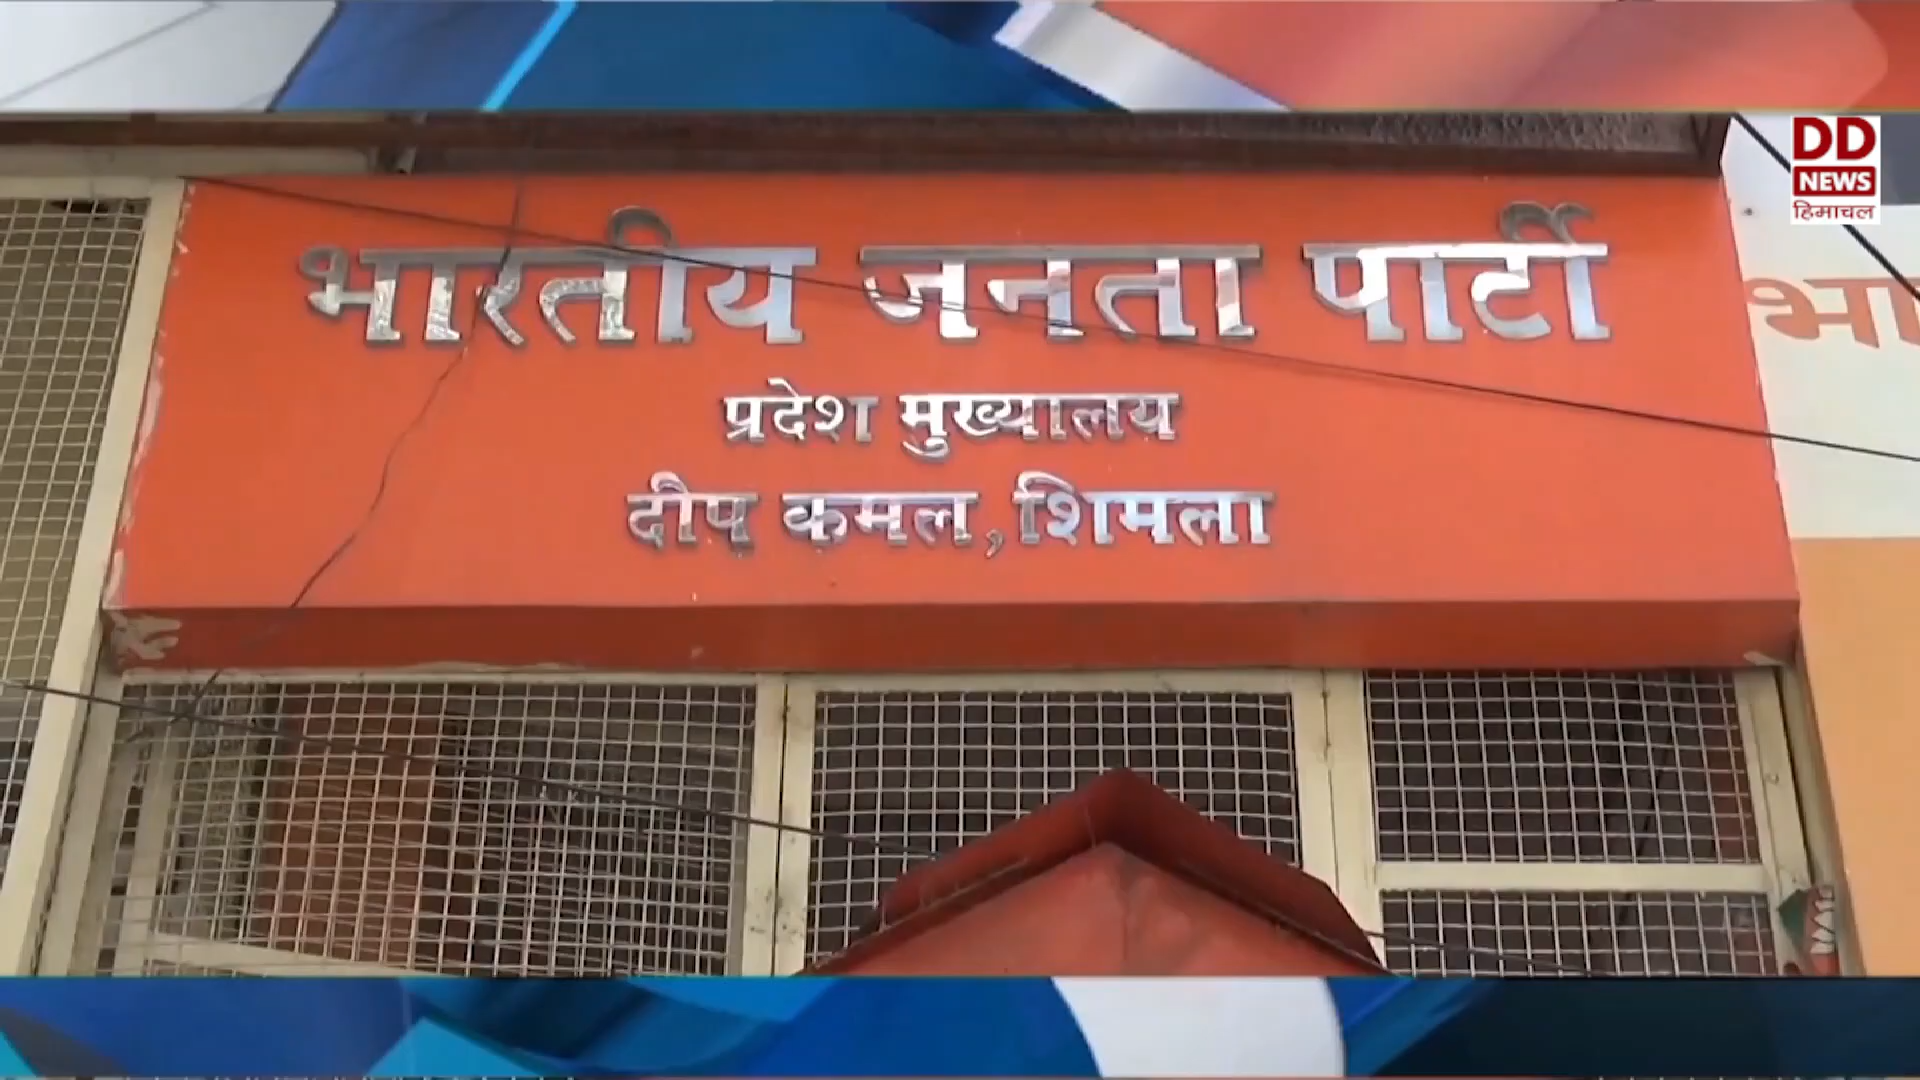 DD
NEWS
हिमाचल
भारतीय जनता पार्टी
प्रदेश मुख्यालय
दीप कमल, शिमला
भा